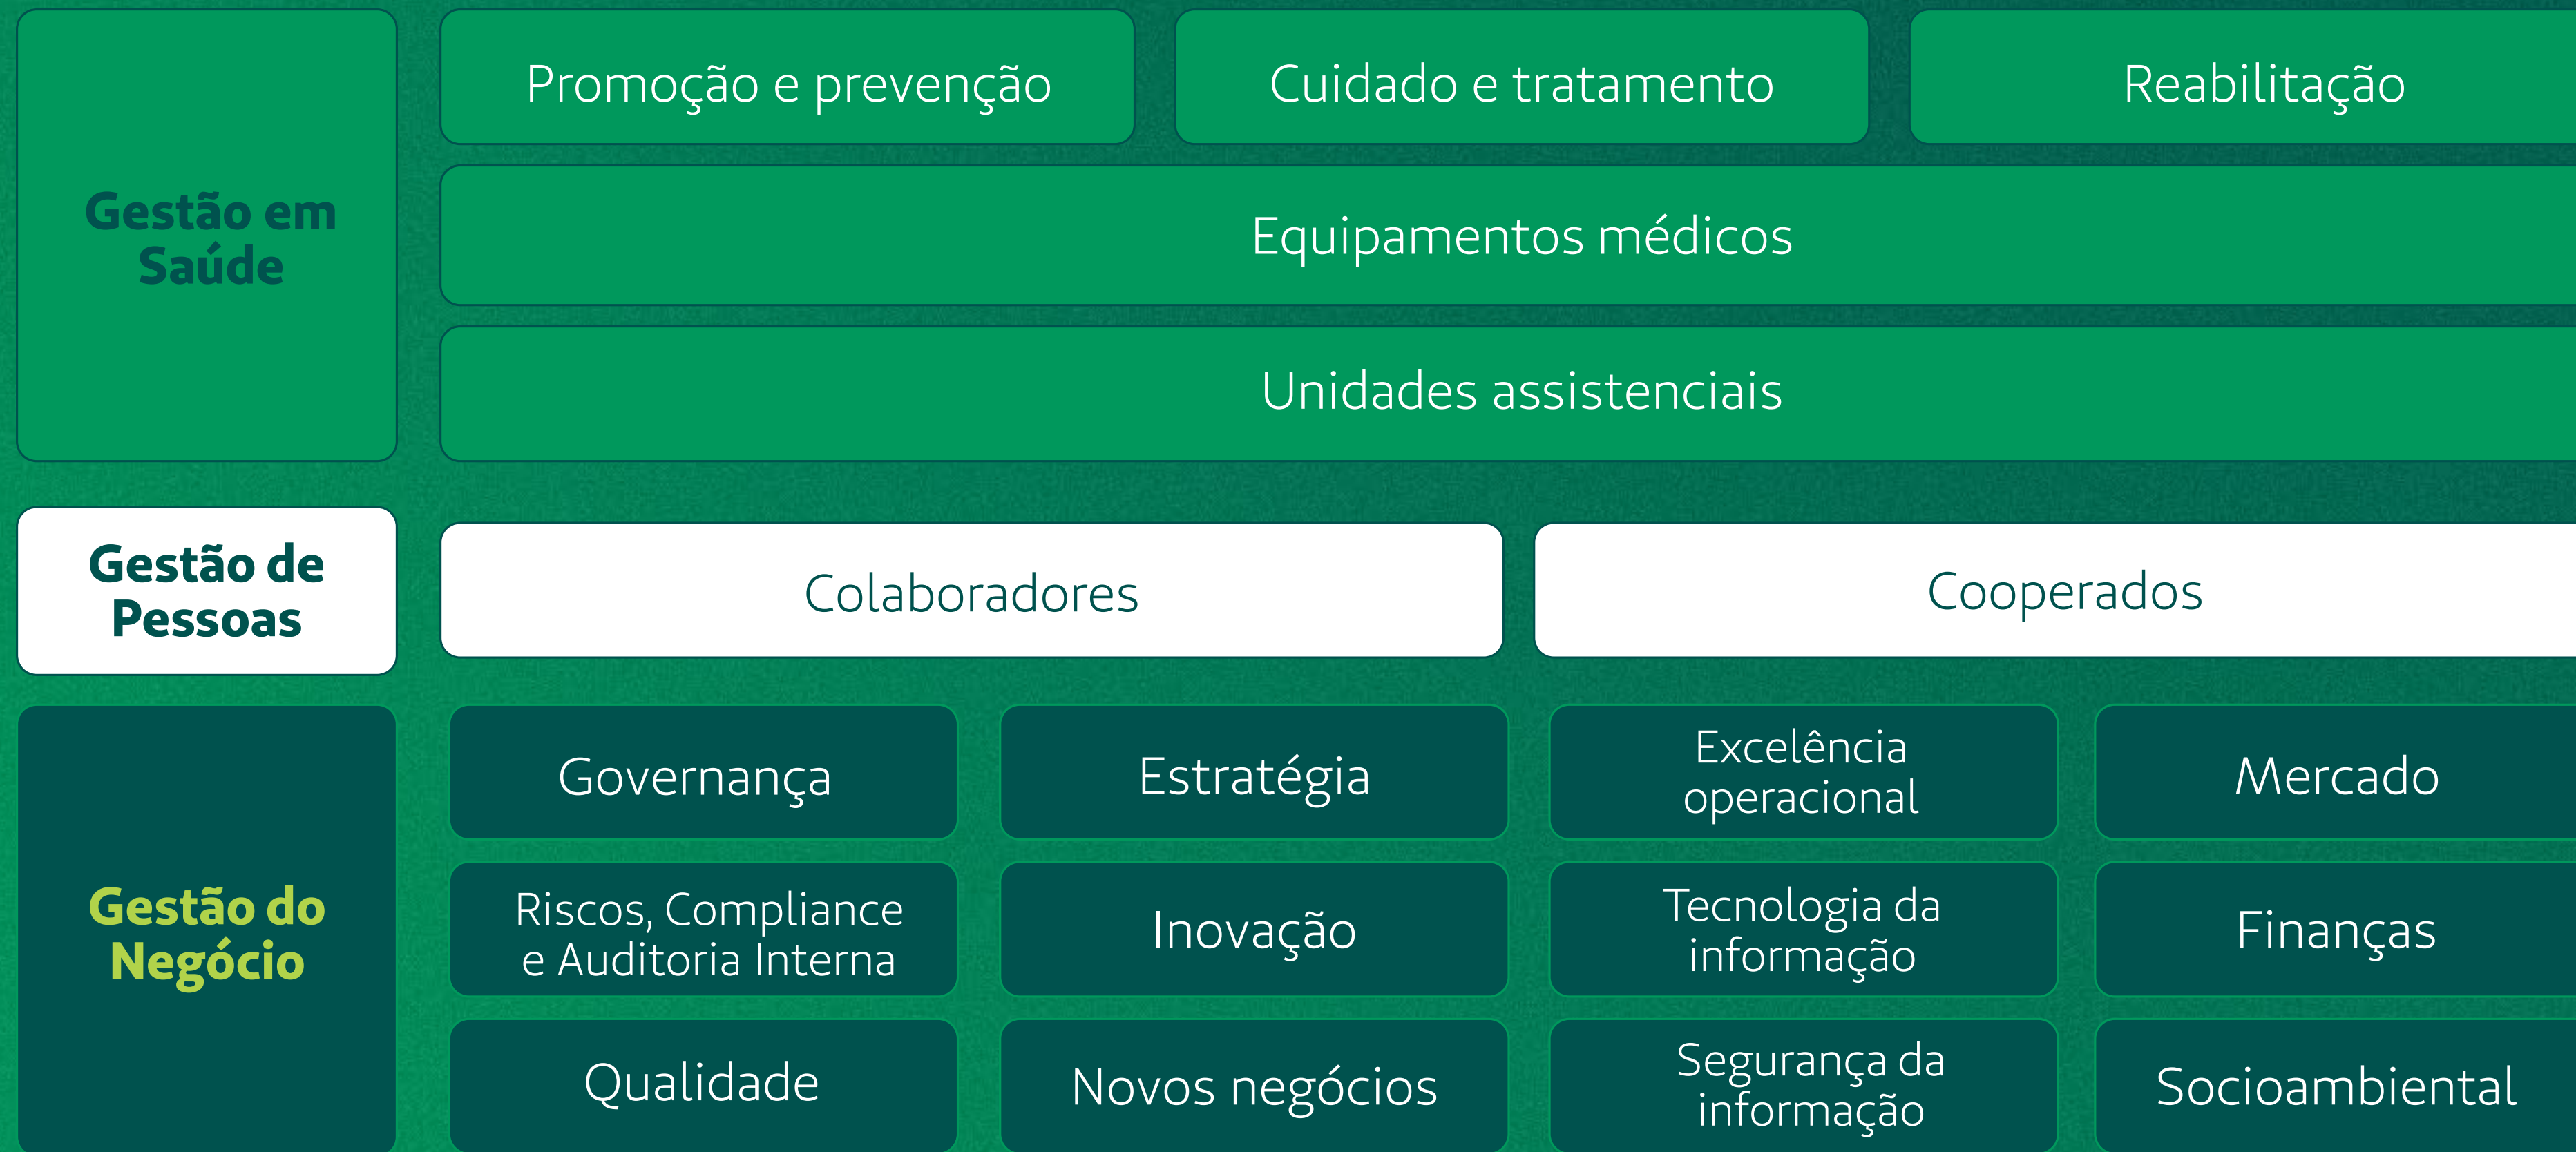 Gestão em
Saúde
Promoção e prevenção
Cuidado e tratamento
Reabilitação
Equipamentos médicos
Unidades assistenciais
Gestão de
Pessoas
Colaboradores
Cooperados
Gestão do
Negócio
Governança
Estratégia
Excelência
operacional
Mercado
Riscos, Compliance
e Auditoria Interna
Inovação
Tecnologia da
informação
Finanças
Qualidade
Novos negócios
Segurança da
informação
Socioambiental